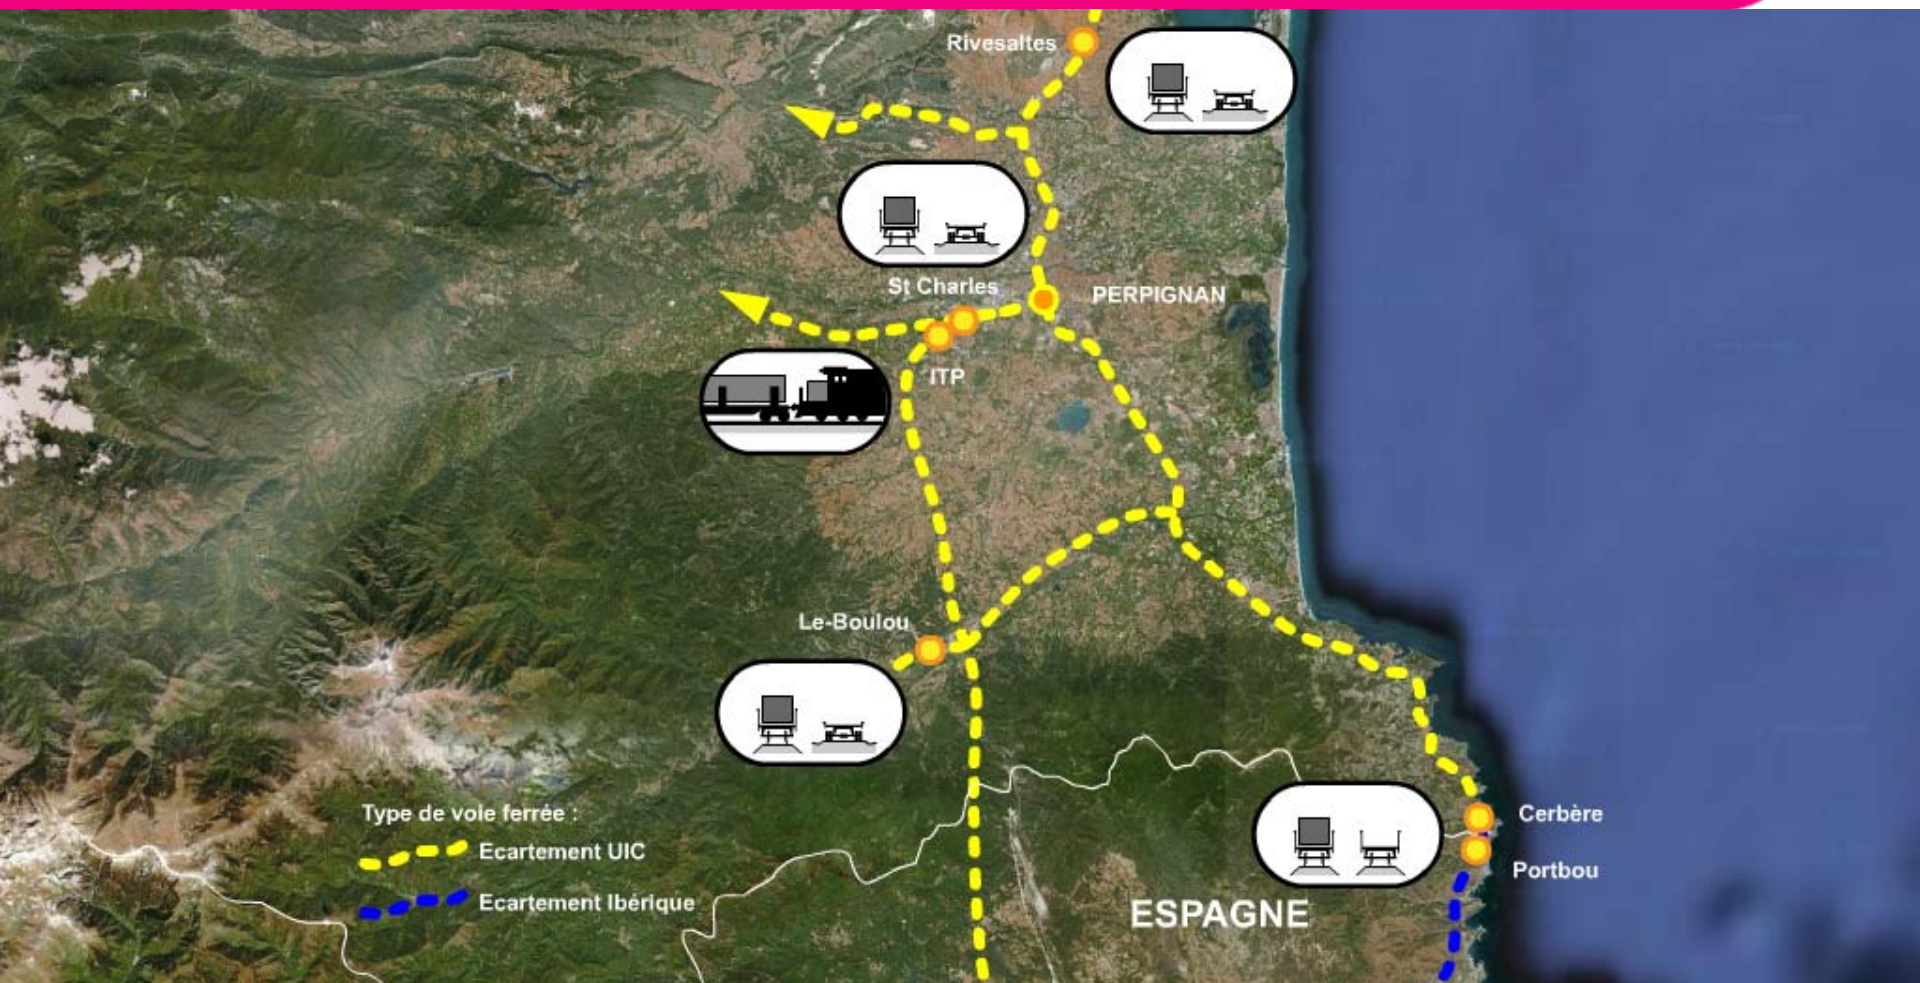 Rivesaltes
St Charles
PERPIGNAN
ITP
Le-Boulou
Type de voie ferrée :
Ecartement UIC
Ecartement Ibérique
Cerbère
Portbou
ESPAGNE